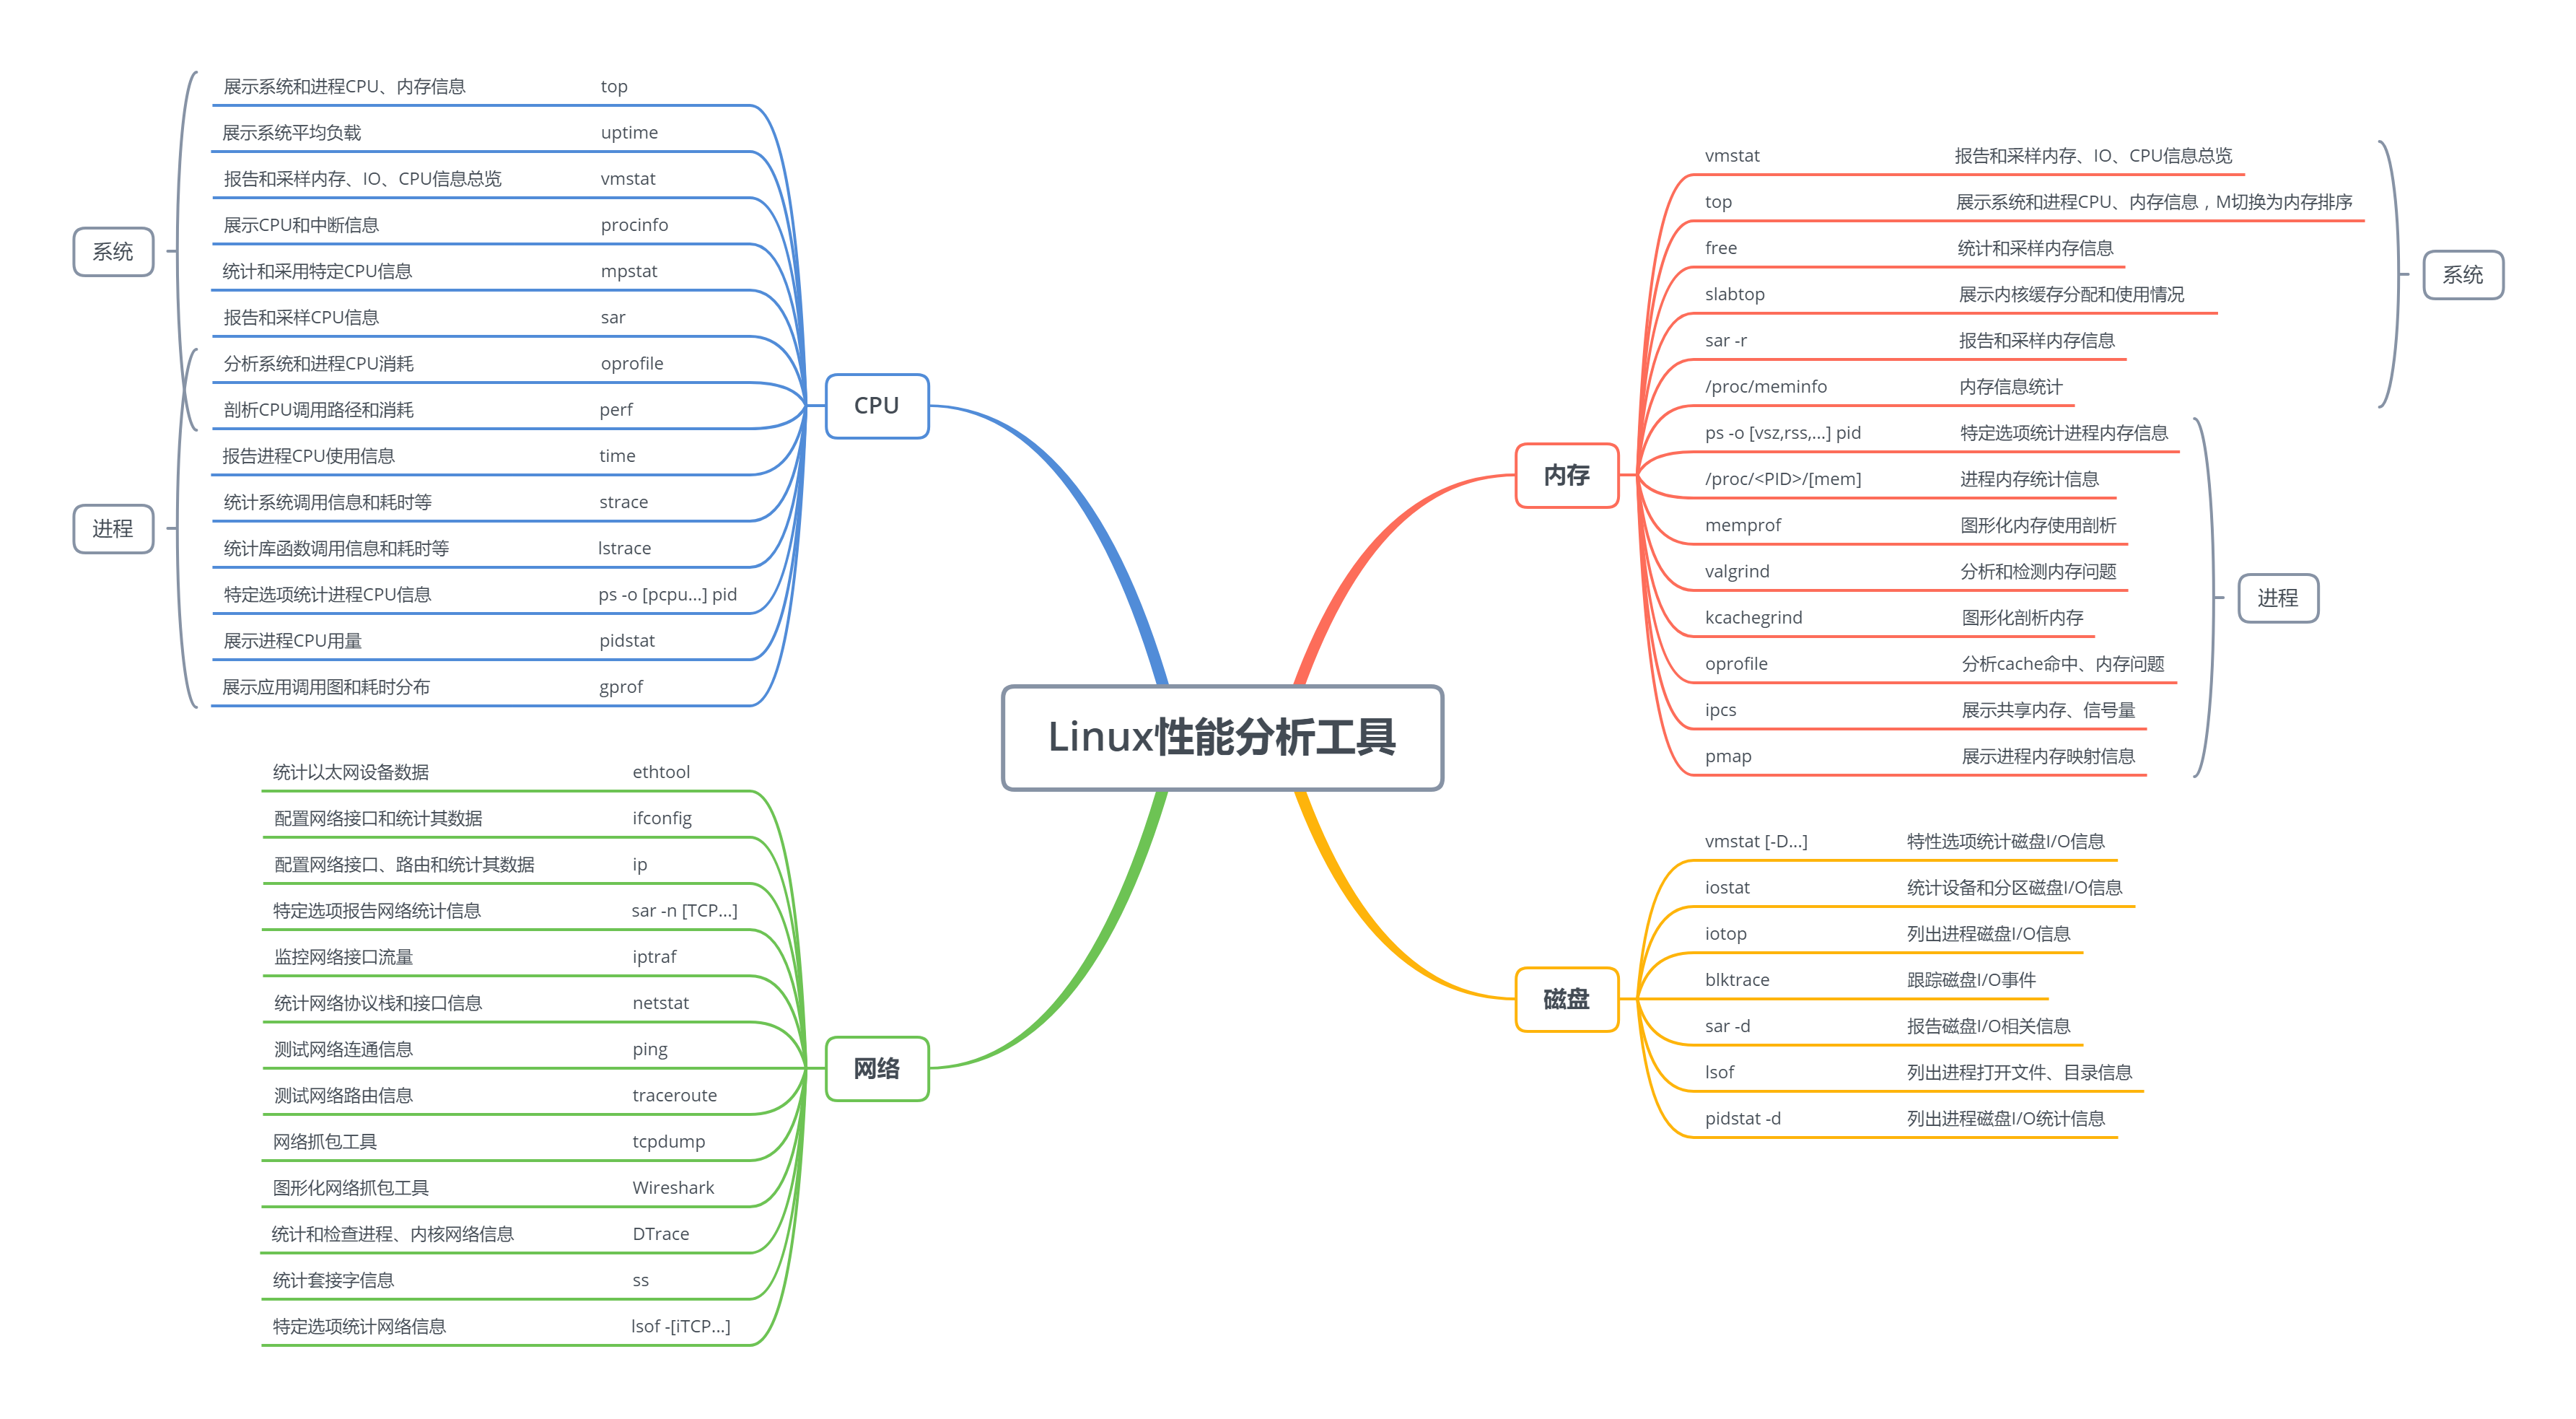 Linux性能分析工具
CPU
系统
进程
展示系统和进程CPU、内存信息 top
展示系统平均负载 uptime
报告和采样内存、IO、CPU信息总览 vmstat
展示CPU和中断信息 procinfo
统计和采用特定CPU信息 mpstat
报告和采样CPU信息 sar
分析系统和进程CPU消耗 oprofile
剖析CPU调用路径和消耗 perf
报告进程CPU使用信息 time
统计系统调用信息和耗时等 strace
统计库函数调用信息和耗时等 lstrace
特定选项统计进程CPU信息 ps -o [pcpu...] pid
展示进程CPU用量 pidstat
展示应用调用图和耗时分布 gprof
网络
统计以太网设备数据 ethtool
配置网络接口和统计其数据 ifconfig
配置网络接口、路由和统计其数据 ip
特定选项报告网络统计信息 sar -n [TCP...]
监控网络接口流量 iptraf
统计网络协议栈和接口信息 netstat
测试网络连通信息 ping
测试网络路由信息 traceroute
网络抓包工具 tcpdump
图形化网络抓包工具 Wireshark
统计和检查进程、内核网络信息 DTrace
统计套接字信息 ss
特定选项统计网络信息 lsof -[iTCP...]
内存
vmstat 报告和采样内存、IO、CPU信息总览
top 展示系统和进程CPU、内存信息，M切换为内存排序
free 统计和采样内存信息
slabtop 展示内核缓存分配和使用情况
sar -r 报告和采样内存信息
/proc/meminfo 内存信息统计
ps -o [vsz,rss,...] pid 特定选项统计进程内存信息
/proc/<PID>/[mem] 进程内存统计信息
memprof 图形化内存使用剖析
valgrind 分析和检测内存问题
kcachegrind 图形化剖析内存
oprofile 分析cache命中、内存问题
ipcs 展示共享内存、信号量
pmap 展示进程内存映射信息
系统
进程
磁盘
vmstat [-D...] 特性选项统计磁盘I/O信息
iostat 统计设备和分区磁盘I/O信息
iotop 列出进程磁盘I/O信息
blktrace 跟踪磁盘I/O事件
sar -d 报告磁盘I/O相关信息
lsof 列出进程打开文件、目录信息
pidstat -d 列出进程磁盘I/O统计信息